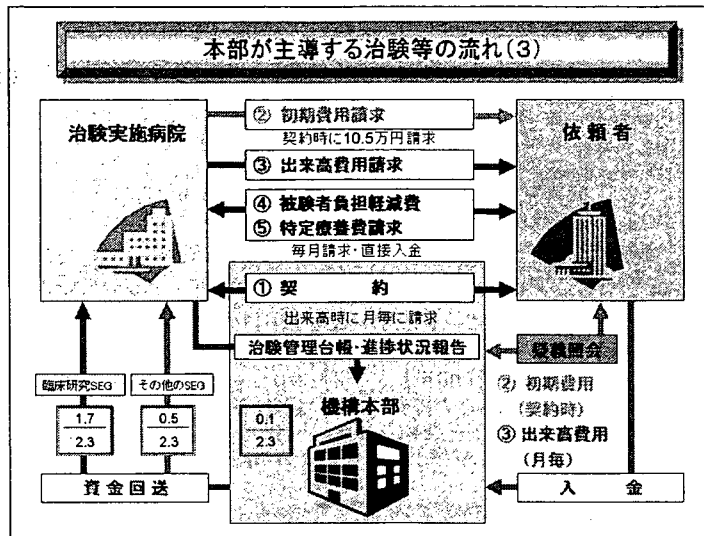 本部が主導する治験等の流れ(3)
治験実施病院
② 初期費用請求
契約時に10.5万円請求
③ 出来高費用請求
④ 被験者負担軽減費
⑤ 特定療養費請求
毎月請求・直接入金
依頼者
① 契 約
出来高時に月毎に請求
治験管理台帳・進捗状況報告
疑義照会
② 初期費用
(契約時)
③ 出来高費用
(月毎)
臨床研究SEG
その他のSEG
1.7
2.3
0.5
2.3
0.1
2.3
機構本部
資金回送
入 金